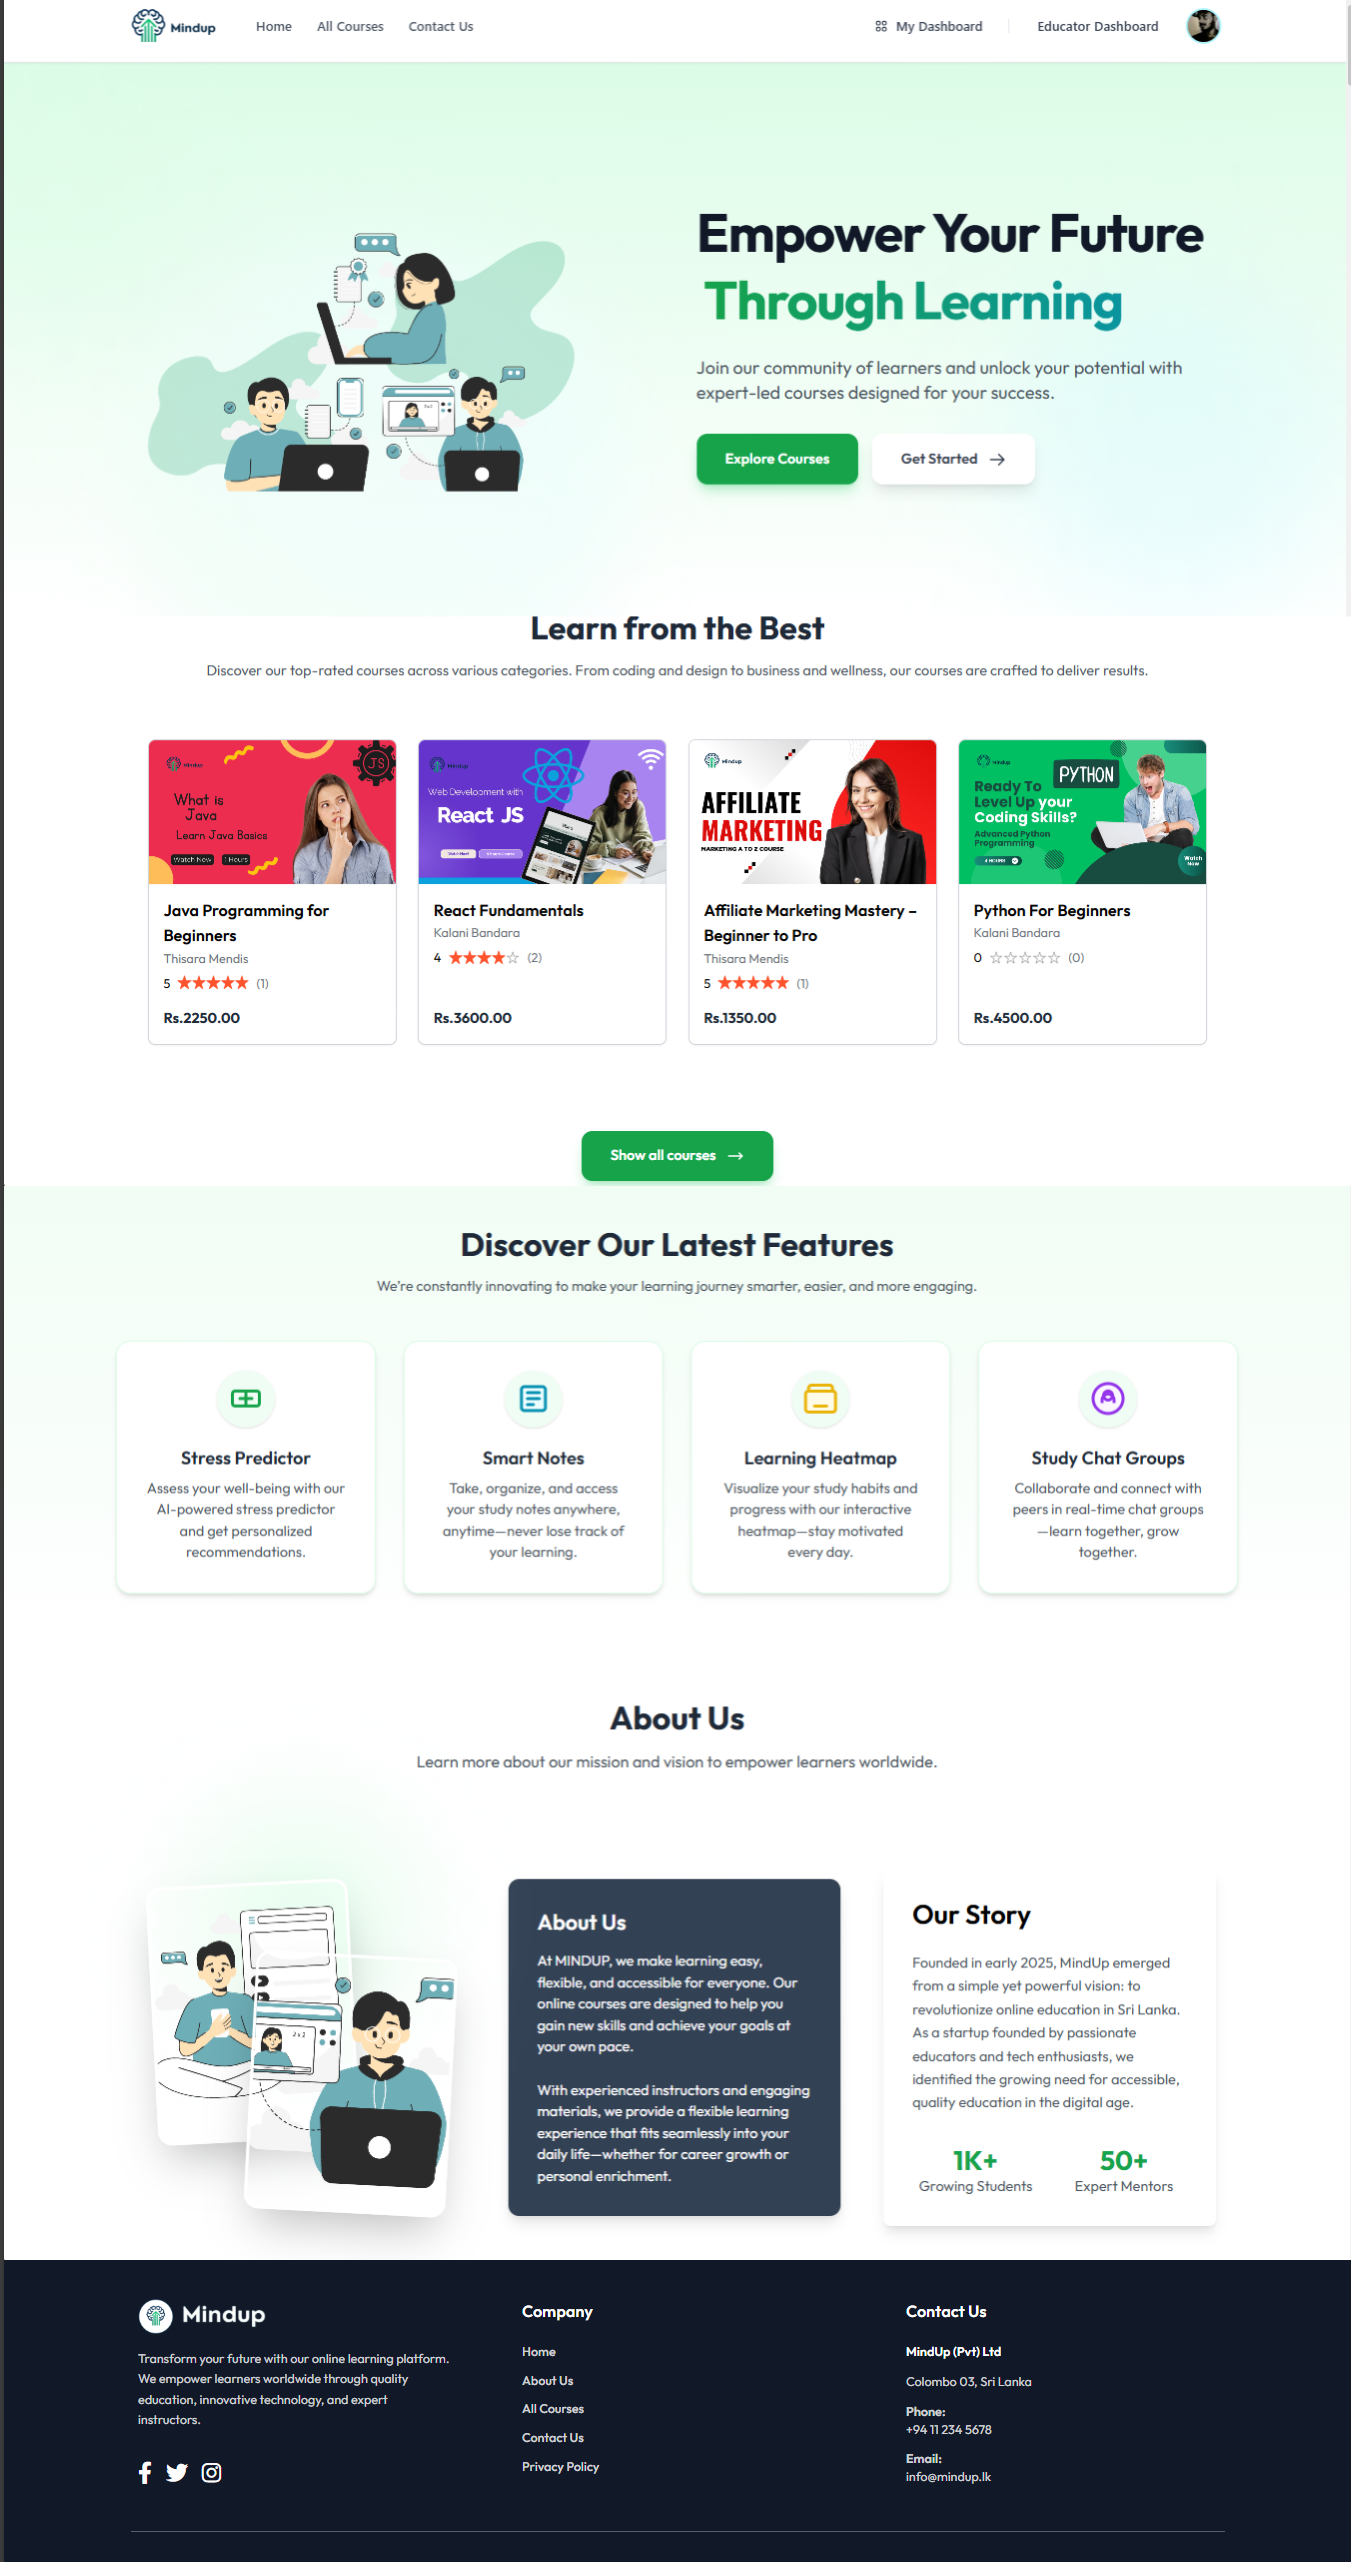 Mindup
Home
All Courses
Contact Us
My Dashboard
Educator Dashboard
Empower Your Future
Through Learning
Join our community of learners and unlock your potential with
expert-led courses designed for your success.
Explore Courses
Get Started
Learn from the Best
Discover our top-rated courses across various categories. From coding and design to business and wellness, our courses are crafted to deliver results.
Mindup
JS
What is
Java
Learn Java Basics
Watch Now
1 Hours
Java Programming for
Beginners
Thisara Mendis
5
(1)
Rs.2250.00
Mindup
Web Development with
React JS
Watch Now!
React Fundamentals
Kalani Bandara
4
(2)
Rs.3600.00
Mindup
AFFILIATE
MARKETING
MARKETING A TO Z COURSE
Affiliate Marketing Mastery –
Beginner to Pro
Thisara Mendis
5
(1)
Rs.1350.00
Mindup
PYTHON
Ready To
Level Up your
Coding Skills?
Advanced Python
Programming
4 HOURS
Watch
Now
Python For Beginners
Kalani Bandara
0
(0)
Rs.4500.00
Show all courses
Discover Our Latest Features
We’re constantly innovating to make your learning journey smarter, easier, and more engaging.
Stress Predictor
Assess your well-being with our
AI-powered stress predictor
and get personalized
recommendations.
Smart Notes
Take, organize, and access
your study notes anywhere,
anytime—never lose track of
your learning.
Learning Heatmap
Visualize your study habits and
progress with our interactive
heatmap—stay motivated
every day.
Study Chat Groups
Collaborate and connect with
peers in real-time chat groups
—learn together, grow
together.
About Us
Learn more about our mission and vision to empower learners worldwide.
About Us
At MINDUP, we make learning easy,
flexible, and accessible for everyone. Our
online courses are designed to help you
gain new skills and achieve your goals at
your own pace.
With experienced instructors and engaging
materials, we provide a flexible learning
experience that fits seamlessly into your
daily life—whether for career growth or
personal enrichment.
Our Story
Founded in early 2025, MindUp emerged
from a simple yet powerful vision: to
revolutionize online education in Sri Lanka.
As a startup founded by passionate
educators and tech enthusiasts, we
identified the growing need for accessible,
quality education in the digital age.
1K+
Growing Students
50+
Expert Mentors
Mindup
Transform your future with our online learning platform.
We empower learners worldwide through quality
education, innovative technology, and expert
instructors.
Company
Home
About Us
All Courses
Contact Us
Privacy Policy
Contact Us
MindUp (Pvt) Ltd
Colombo 03, Sri Lanka
Phone:
+94 11 234 5678
Email:
info@mindup.lk